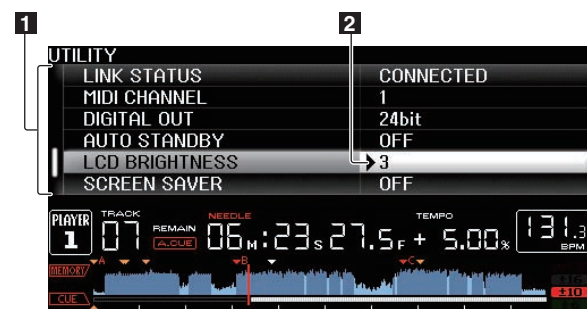 1 2
UTILITY
LINK STATUS CONNECTED
MIDI CHANNEL 1
DIGITAL OUT 24bit
AUTO STANDBY OFF
LCD BRIGHTNESS 3
SCREEN SAVER OFF
PLAYER 1
TRACK 07
REMAIN
A.CUE
NEEDLE
06M:23S27.5F
TEMPO
+ 5.00%
131.3 BPM
A B C
MEMORY
CUE
±10